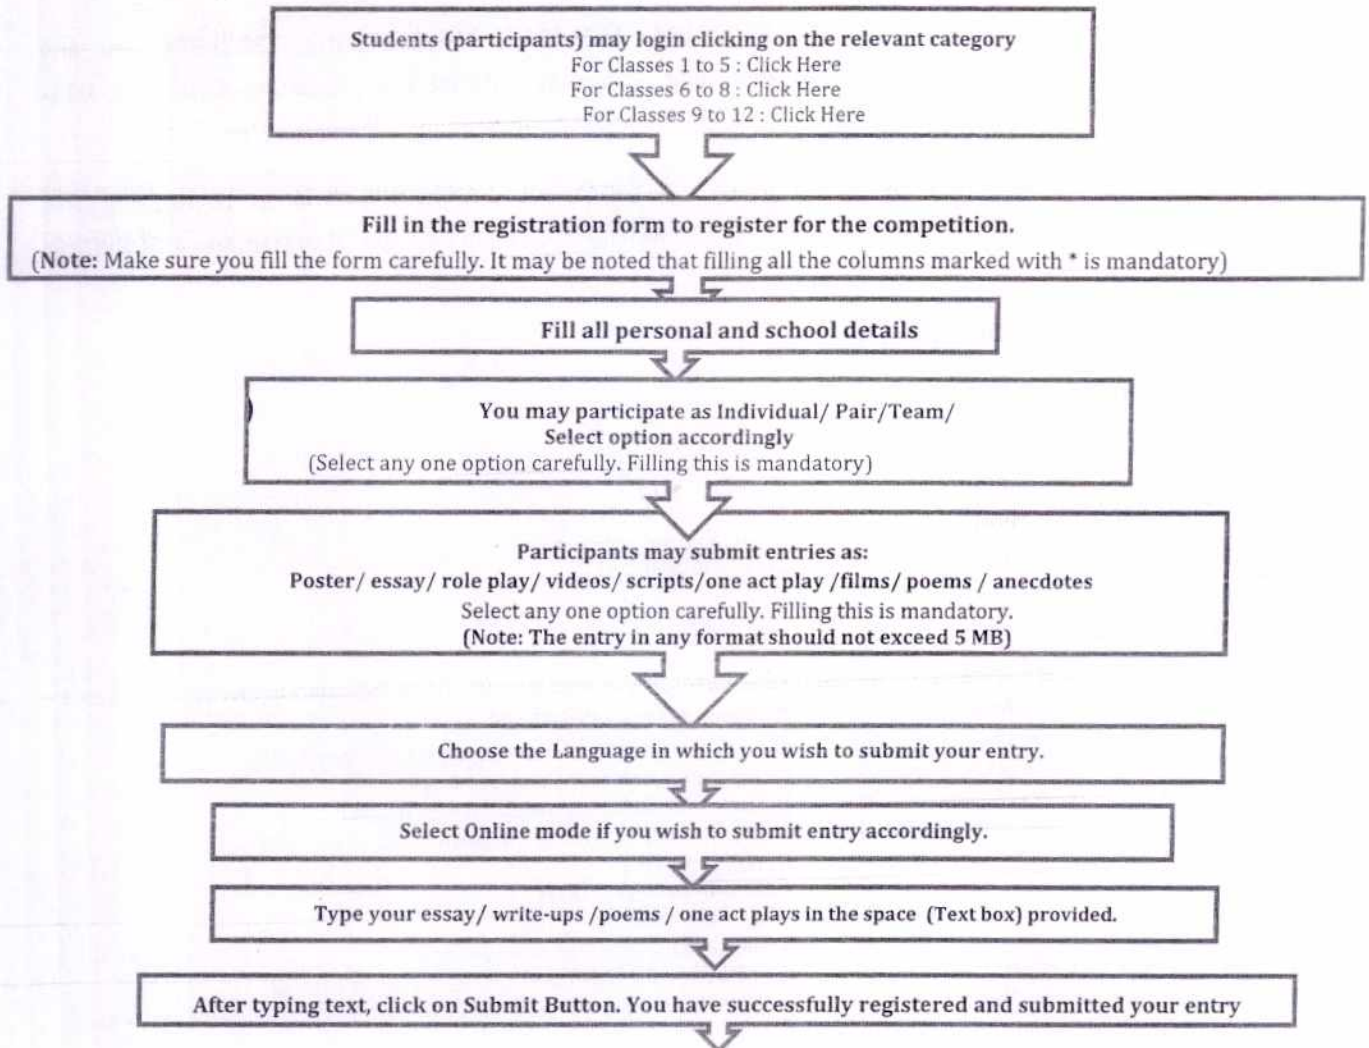 Students (participants) may login clicking on the relevant category
For Classes 1 to 5 : Click Here
For Classes 6 to 8 : Click Here
For Classes 9 to 12 : Click Here
Fill in the registration form to register for the competition.
(Note: Make sure you fill the form carefully. It may be noted that filling all the columns marked with * is mandatory)
Fill all personal and school details
) You may participate as Individual/ Pair/Team/
Select option accordingly
(Select any one option carefully. Filling this is mandatory)
Participants may submit entries as:
Poster/ essay/ role play/ videos/ scripts/one act play /films/ poems / anecdotes
Select any one option carefully. Filling this is mandatory.
(Note: The entry in any format should not exceed 5 MB)
Choose the Language in which you wish to submit your entry.
Select Online mode if you wish to submit entry accordingly.
Type your essay/ write-ups /poems / one act plays in the space (Text box) provided.
After typing text, click on Submit Button. You have successfully registered and submitted your entry